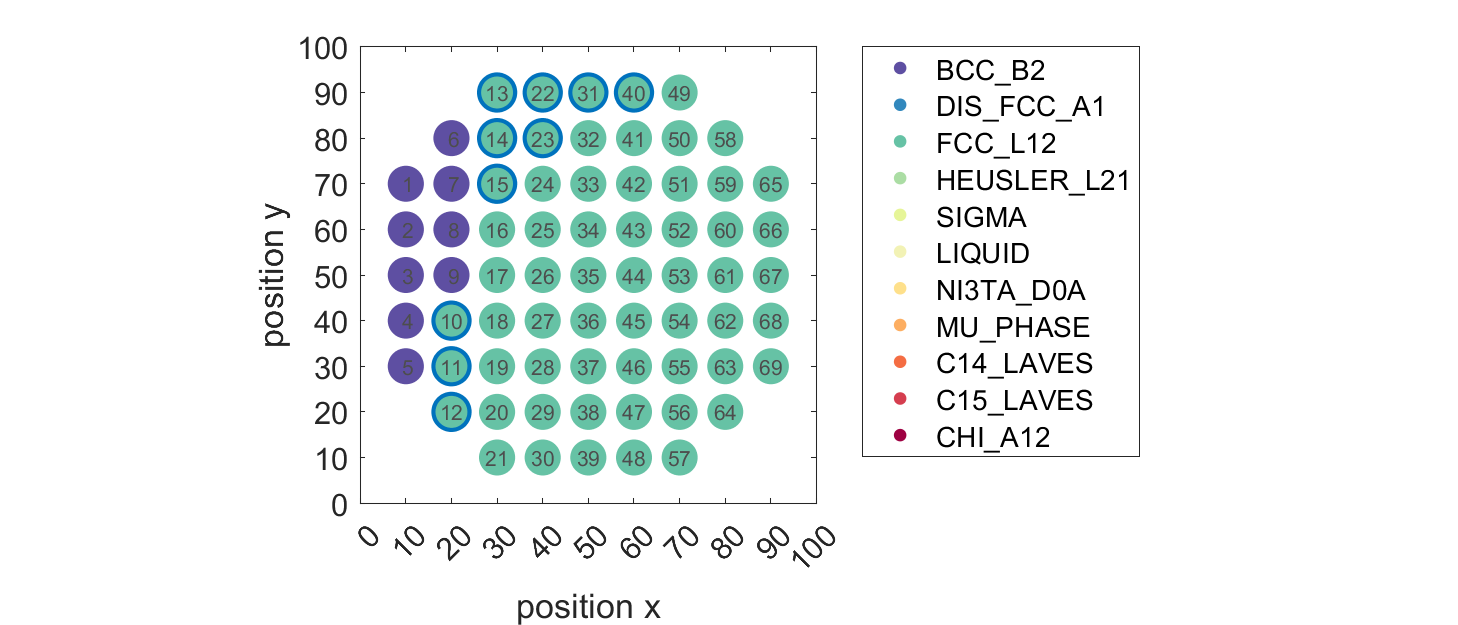 100
90 13 22 31 40 49
80 6 14 23 32 41 50 58
70 1 7 15 24 33 42 51 59 65
60 2 8 16 25 34 43 52 60 66
50 3 9 17 26 35 44 53 61 67
40 4 10 18 27 36 45 54 62 68
30 5 11 19 28 37 46 55 63 69
20 12 20 29 38 47 56 64
10 21 30 39 48 57
0
position y
0 10 20 30 40 50 60 70 80 90 100
position x
BCC_B2
DIS_FCC_A1
FCC_L12
HEUSLER_L21
SIGMA
LIQUID
NI3TA_D0A
MU_PHASE
C14_LAVES
C15_LAVES
CHI_A12